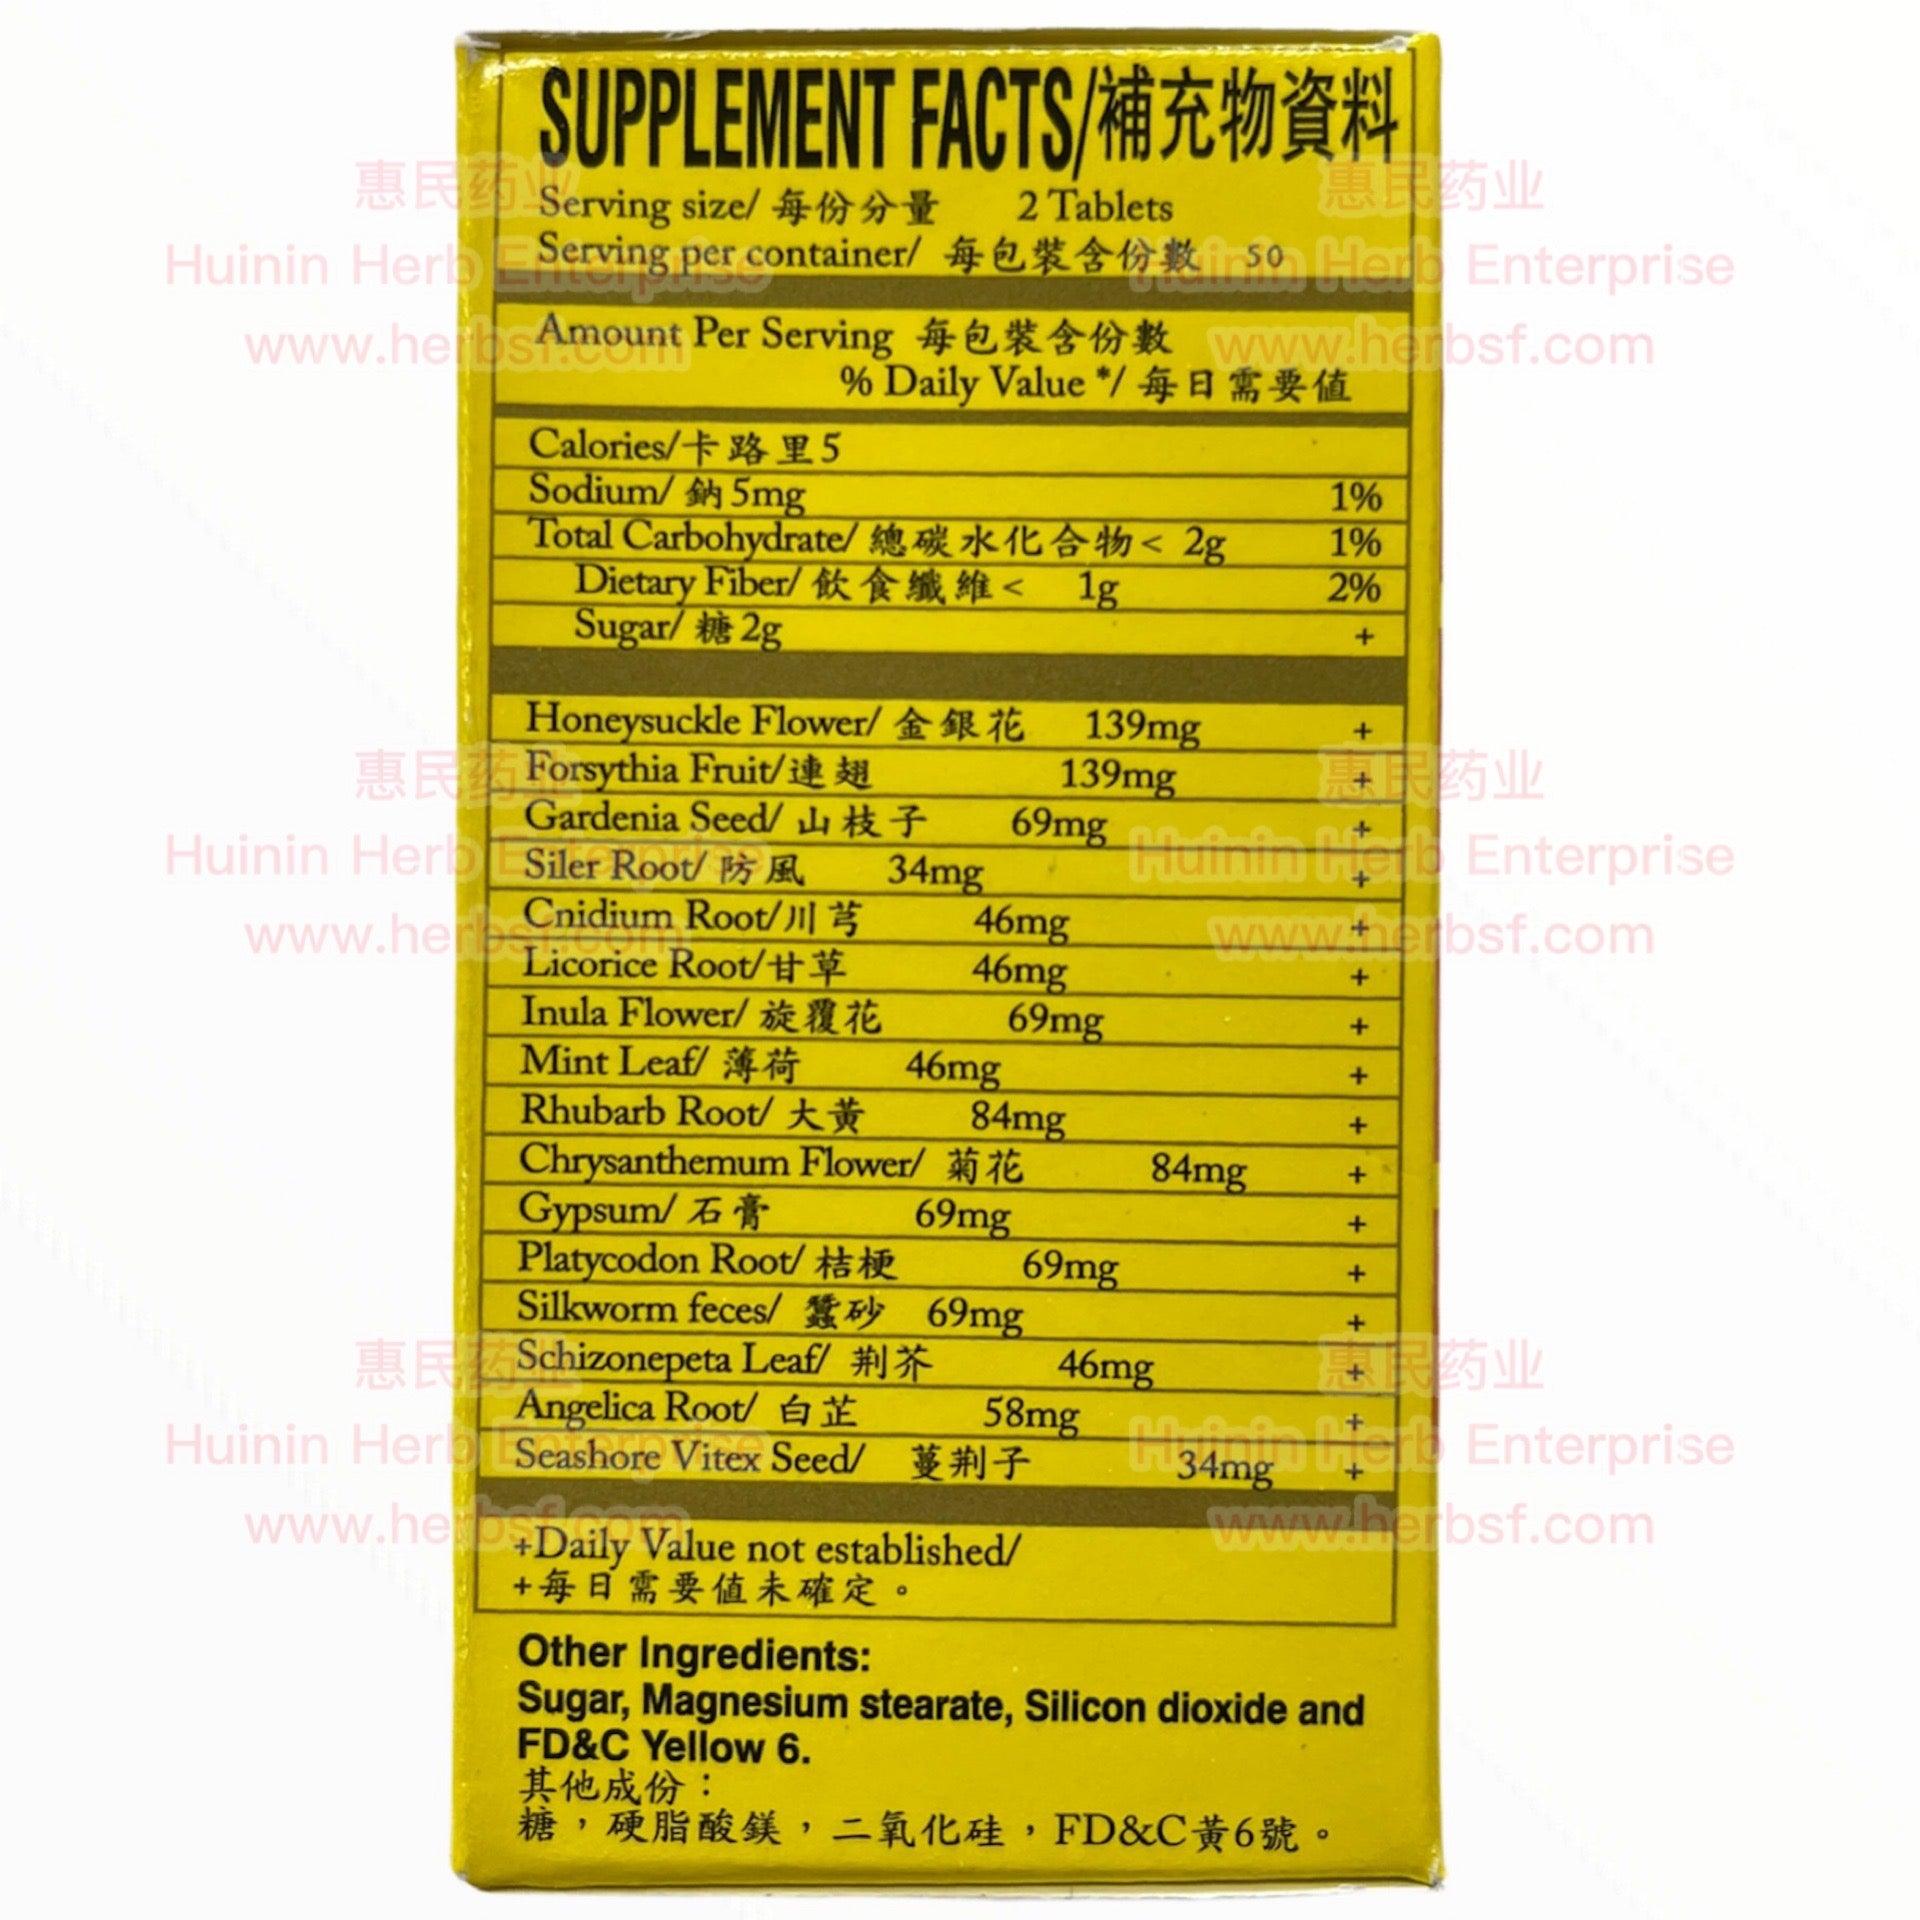 SUPPLEMENT FACTS/補充物資料
Serving size/ 每份分量 2 Tablets
Serving per container/ 每包裝含份數 50
Amount Per Serving 每包裝含份數
% Daily Value */ 每日需要值
Calories/卡路里5
Sodium/ 鈉5mg 1%
Total Carbohydrate/ 總碳水化合物< 2g 1%
Dietary Fiber/ 飲食纖維< 1g 2%
Sugar/ 糖2g +
Honeysuckle Flower/ 金銀花 139mg +
Forsythia Fruit/連翹 139mg +
Gardenia Seed/ 山枝子 69mg +
Siler Root/ 防風 34mg +
Cnidium Root/川芎 46mg +
Licorice Root/甘草 46mg +
Inula Flower/ 旋覆花 69mg +
Mint Leaf/ 薄荷 46mg +
Rhubarb Root/ 大黃 84mg +
Chrysanthemum Flower/ 菊花 84mg +
Gypsum/ 石膏 69mg +
Platycodon Root/ 桔梗 69mg +
Silkworm feces/ 蠶砂 69mg +
Schizonepeta Leaf/ 荆芥 46mg +
Angelica Root/ 白芷 58mg +
Seashore Vitex Seed/ 蔓荆子 34mg +
+Daily Value not established/
+每日需要值未確定。
Other Ingredients:
Sugar, Magnesium stearate, Silicon dioxide and
FD&C Yellow 6.
其他成份：
糖，硬脂酸鎂，二氧化硅，FD&C黃6號。
惠民药业
Huinin Herb Enterprise
www.herbsf.com
惠民药业
Huinin Herb Enterprise
www.herbsf.com
惠民药业
Huinin Herb Enterprise
www.herbsf.com
惠民药业
Huinin Herb Enterprise
www.herbsf.com
惠民药业
Huinin Herb Enterprise
www.herbsf.com
惠民药业
Huinin Herb Enterprise
www.herbsf.com